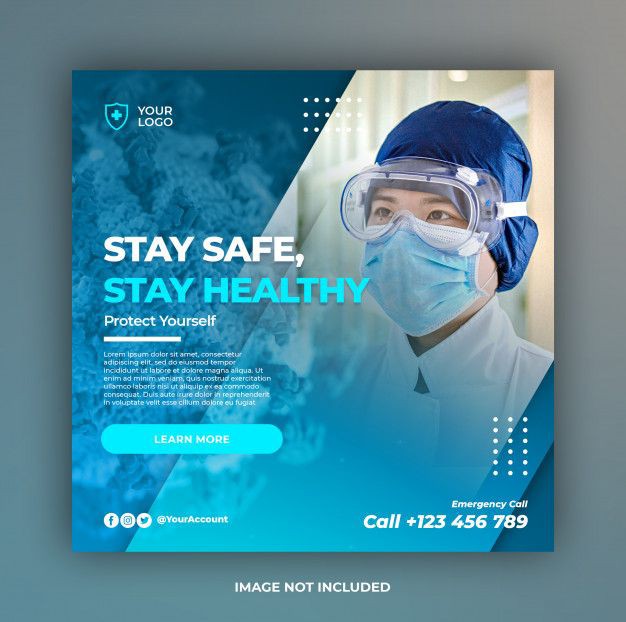 YOUR
LOGO
STAY SAFE,
STAY HEALTHY
Protect Yourself
Lorem ipsum dolor sit amet, consectetur
adipiscing elit, sed do eiusmod tempor
incididunt ut labore et dolore magna
aliqua. Ut enim ad minim veniam, quis
nostrud exercitation ullamco laboris nisi
ullamco laboris nisi ut aliquip ex ea commodo
consequat. Duis aute irure dolor in reprehenderit
in voluptate velit esse cillum dolore eu fugiat
LEARN MORE
@YourAccount
Emergency Call
Call +123 456 789
IMAGE NOT INCLUDED